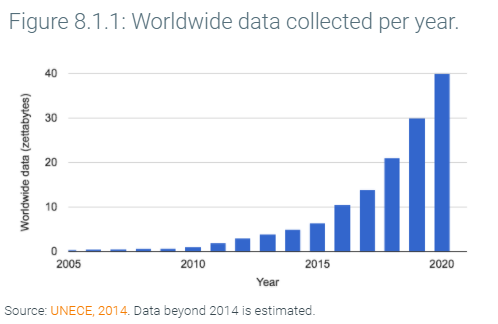 Figure 8.1.1: Worldwide data collected per year.
40
30
20
10
0
Worldwide data (zettabytes)
2005 2010 2015 2020
Year
Source: UNECE, 2014. Data beyond 2014 is estimated.